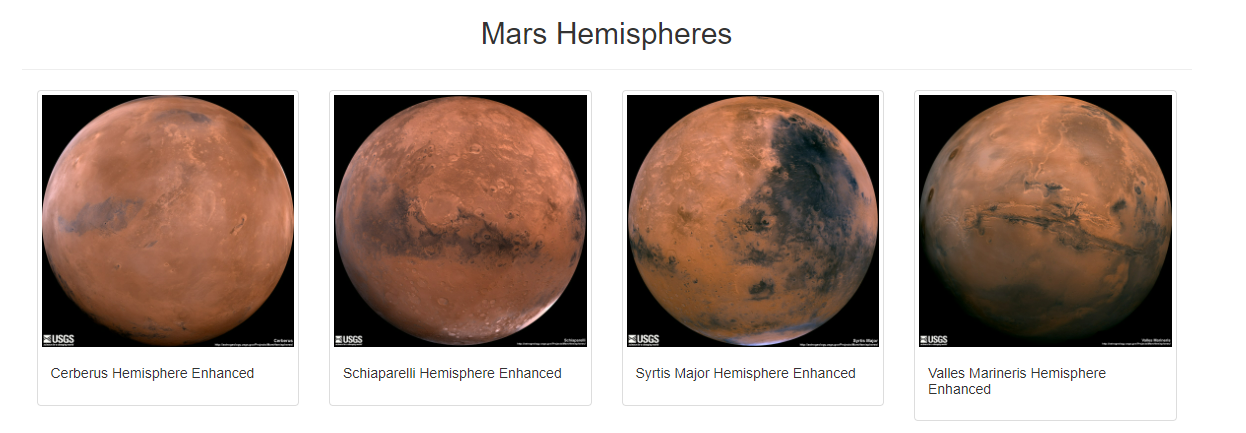 Mars Hemispheres
USGS
Cerberus
Cerberus Hemisphere Enhanced
USGS
Schiaparelli
Schiaparelli Hemisphere Enhanced
USGS
Syrtis Major
Syrtis Major Hemisphere Enhanced
USGS
Valles Marineris
Valles Marineris Hemisphere
Enhanced